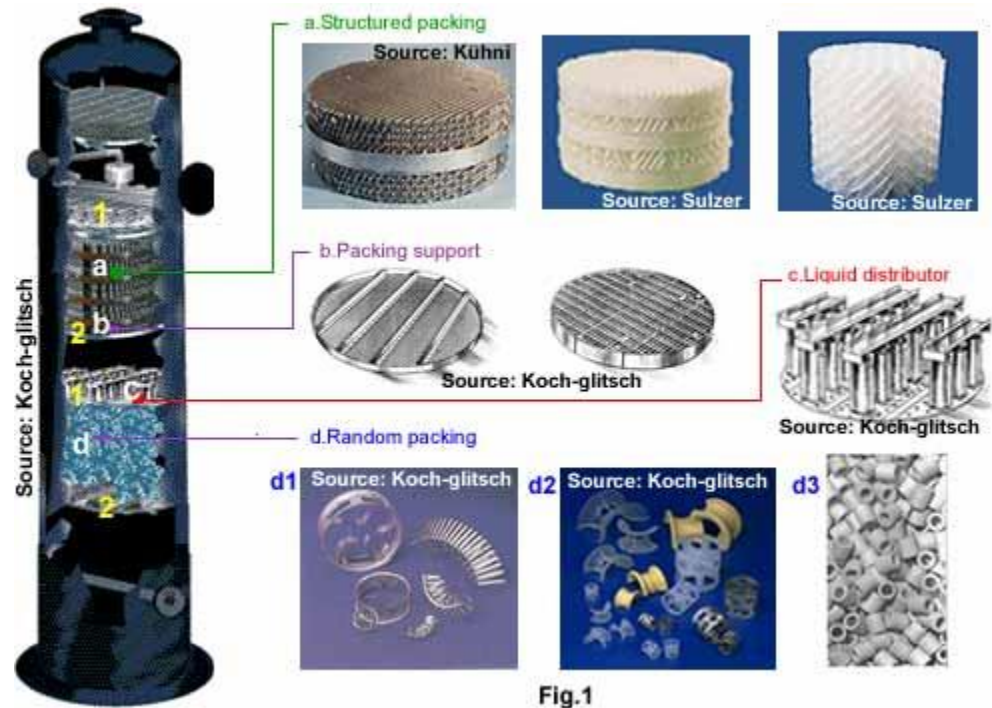 a.Structured packing
Source: Kühni
Source: Sulzer
Source: Sulzer
1
a
b
2
b.Packing support
Source: Koch-glitsch
c.Liquid distributor
Source: Koch-glitsch
Source: Koch-glitsch
1
c
d
2
d.Random packing
d1
Source: Koch-glitsch
d2
Source: Koch-glitsch
d3
Fig.1